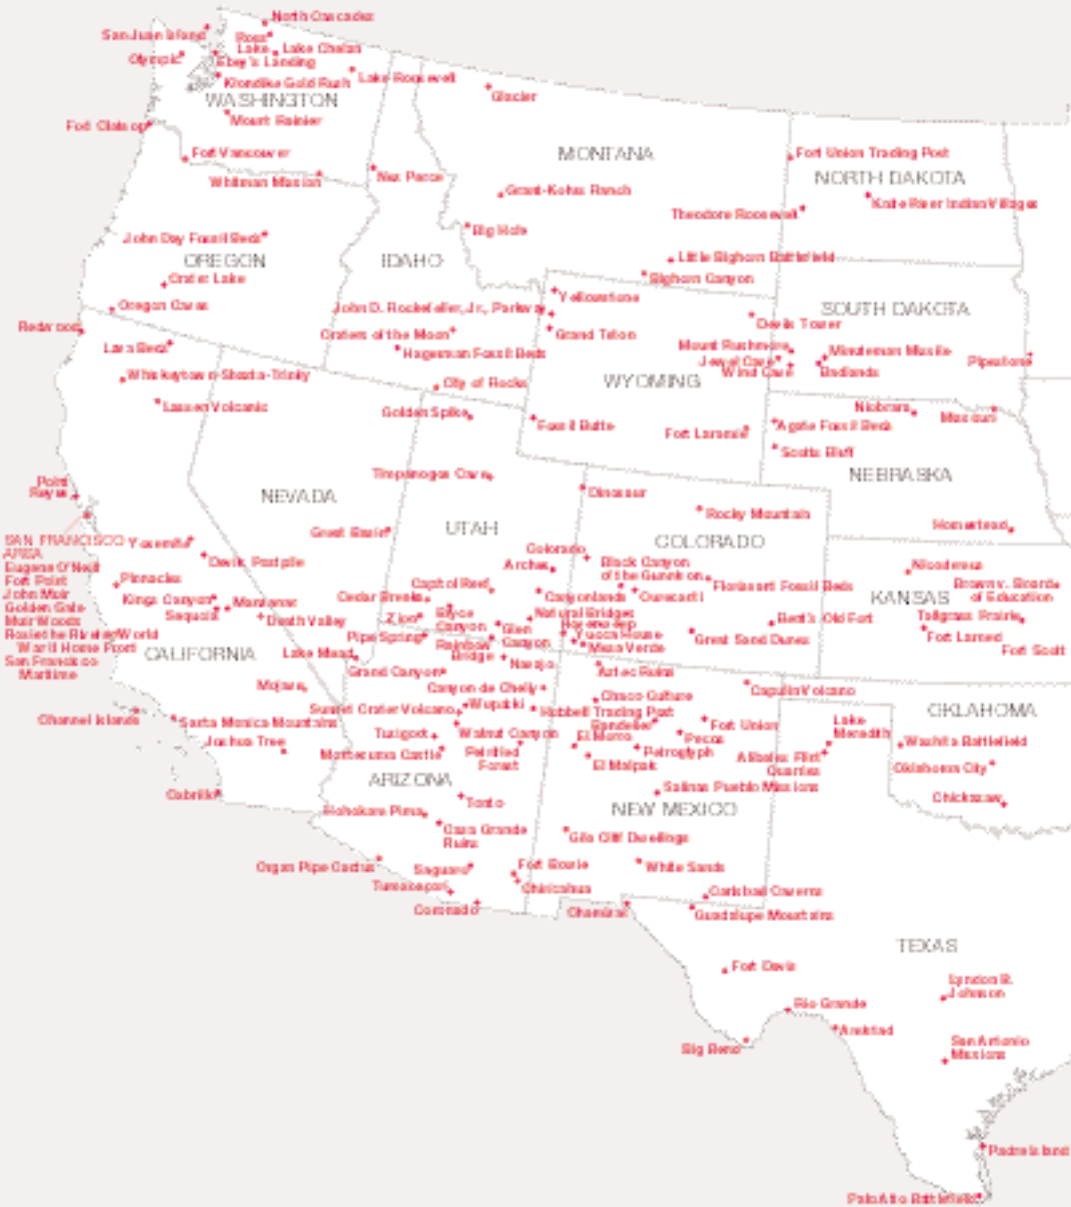 North Cascades
San Juan Island
Ross
Lake
Lake Chelan
Olympic
Ebey's Landing
Lake Roosevelt
Klondike Gold Rush
Glacier
WASHINGTON
Mount Rainier
Fort Clatsop
Fort Vancouver
MONTANA
Fort Union Trading Post
Whitman Mission
Nez Perce
NORTH DAKOTA
Grant-Kohrs Ranch
Knife River Indian Villages
Theodore Roosevelt
Big Hole
John Day Fossil Beds
OREGON
IDAHO
Little Bighorn Battlefield
Crater Lake
Bighorn Canyon
Yellowstone
Oregon Caves
John D. Rockefeller, Jr., Parkway
SOUTH DAKOTA
Redwood
Craters of the Moon
Grand Teton
Devils Tower
Lava Beds
Hagerman Fossil Beds
Mount Rushmore
Minuteman Missile
Jewel Cave
Pipestone
Wind Cave
Badlands
Whiskeytown-Shasta-Trinity
City of Rocks
WYOMING
Lassen Volcanic
Golden Spike
Niobrara
Missouri
Fossil Butte
Agate Fossil Beds
Fort Laramie
Scotts Bluff
Timpanogos Cave
NEBRASKA
Point
Reyes
NEVADA
Dinosaur
Rocky Mountain
Great Basin
UTAH
Homestead
SAN FRANCISCO
AREA
Eugene O'Neill
Fort Point
John Muir
Golden Gate
Muir Woods
Rosie the Riveter/World
War II Home Front
San Francisco
Maritime
Yosemite
COLORADO
Colorado
Devils Postpile
Arches
Black Canyon
of the Gunnison
Nicodemus
Pinnacles
Capitol Reef
Florissant Fossil Beds
Brown v. Board
of Education
Kings Canyon
Manzanar
Cedar Breaks
Canyonlands
Curecanti
KANSAS
Sequoia
Death Valley
Zion
Bryce
Canyon
Natural Bridges
Hovenweep
Bent's Old Fort
Tallgrass Prairie
Pipe Spring
Glen
Canyon
Yucca House
Great Sand Dunes
Fort Larned
Rainbow
Bridge
Mesa Verde
Fort Scott
CALIFORNIA
Lake Mead
Navajo
Grand Canyon
Aztec Ruins
Mojave
Canyon de Chelly
Chaco Culture
Capulin Volcano
Sunset Crater Volcano
Wupatki
Hubbell Trading Post
OKLAHOMA
Channel Islands
Santa Monica Mountains
Bandelier
Fort Union
Lake
Meredith
Tuzigoot
Walnut Canyon
El Morro
Pecos
Joshua Tree
Washita Battlefield
Montezuma Castle
Petrified
Forest
Petroglyph
Alibates Flint
Quarries
El Malpais
Oklahoma City
ARIZONA
Salinas Pueblo Missions
Cabrillo
Tonto
Chickasaw
Hohokam Pima
NEW MEXICO
Casa Grande
Ruins
Gila Cliff Dwellings
Organ Pipe Cactus
Saguaro
Fort Bowie
White Sands
Tumacacori
Chiricahua
Carlsbad Caverns
Coronado
Chamizal
Guadalupe Mountains
TEXAS
Fort Davis
Lyndon B.
Johnson
Rio Grande
Amistad
Big Bend
San Antonio
Missions
Padre Island
Palo Alto Battlefield